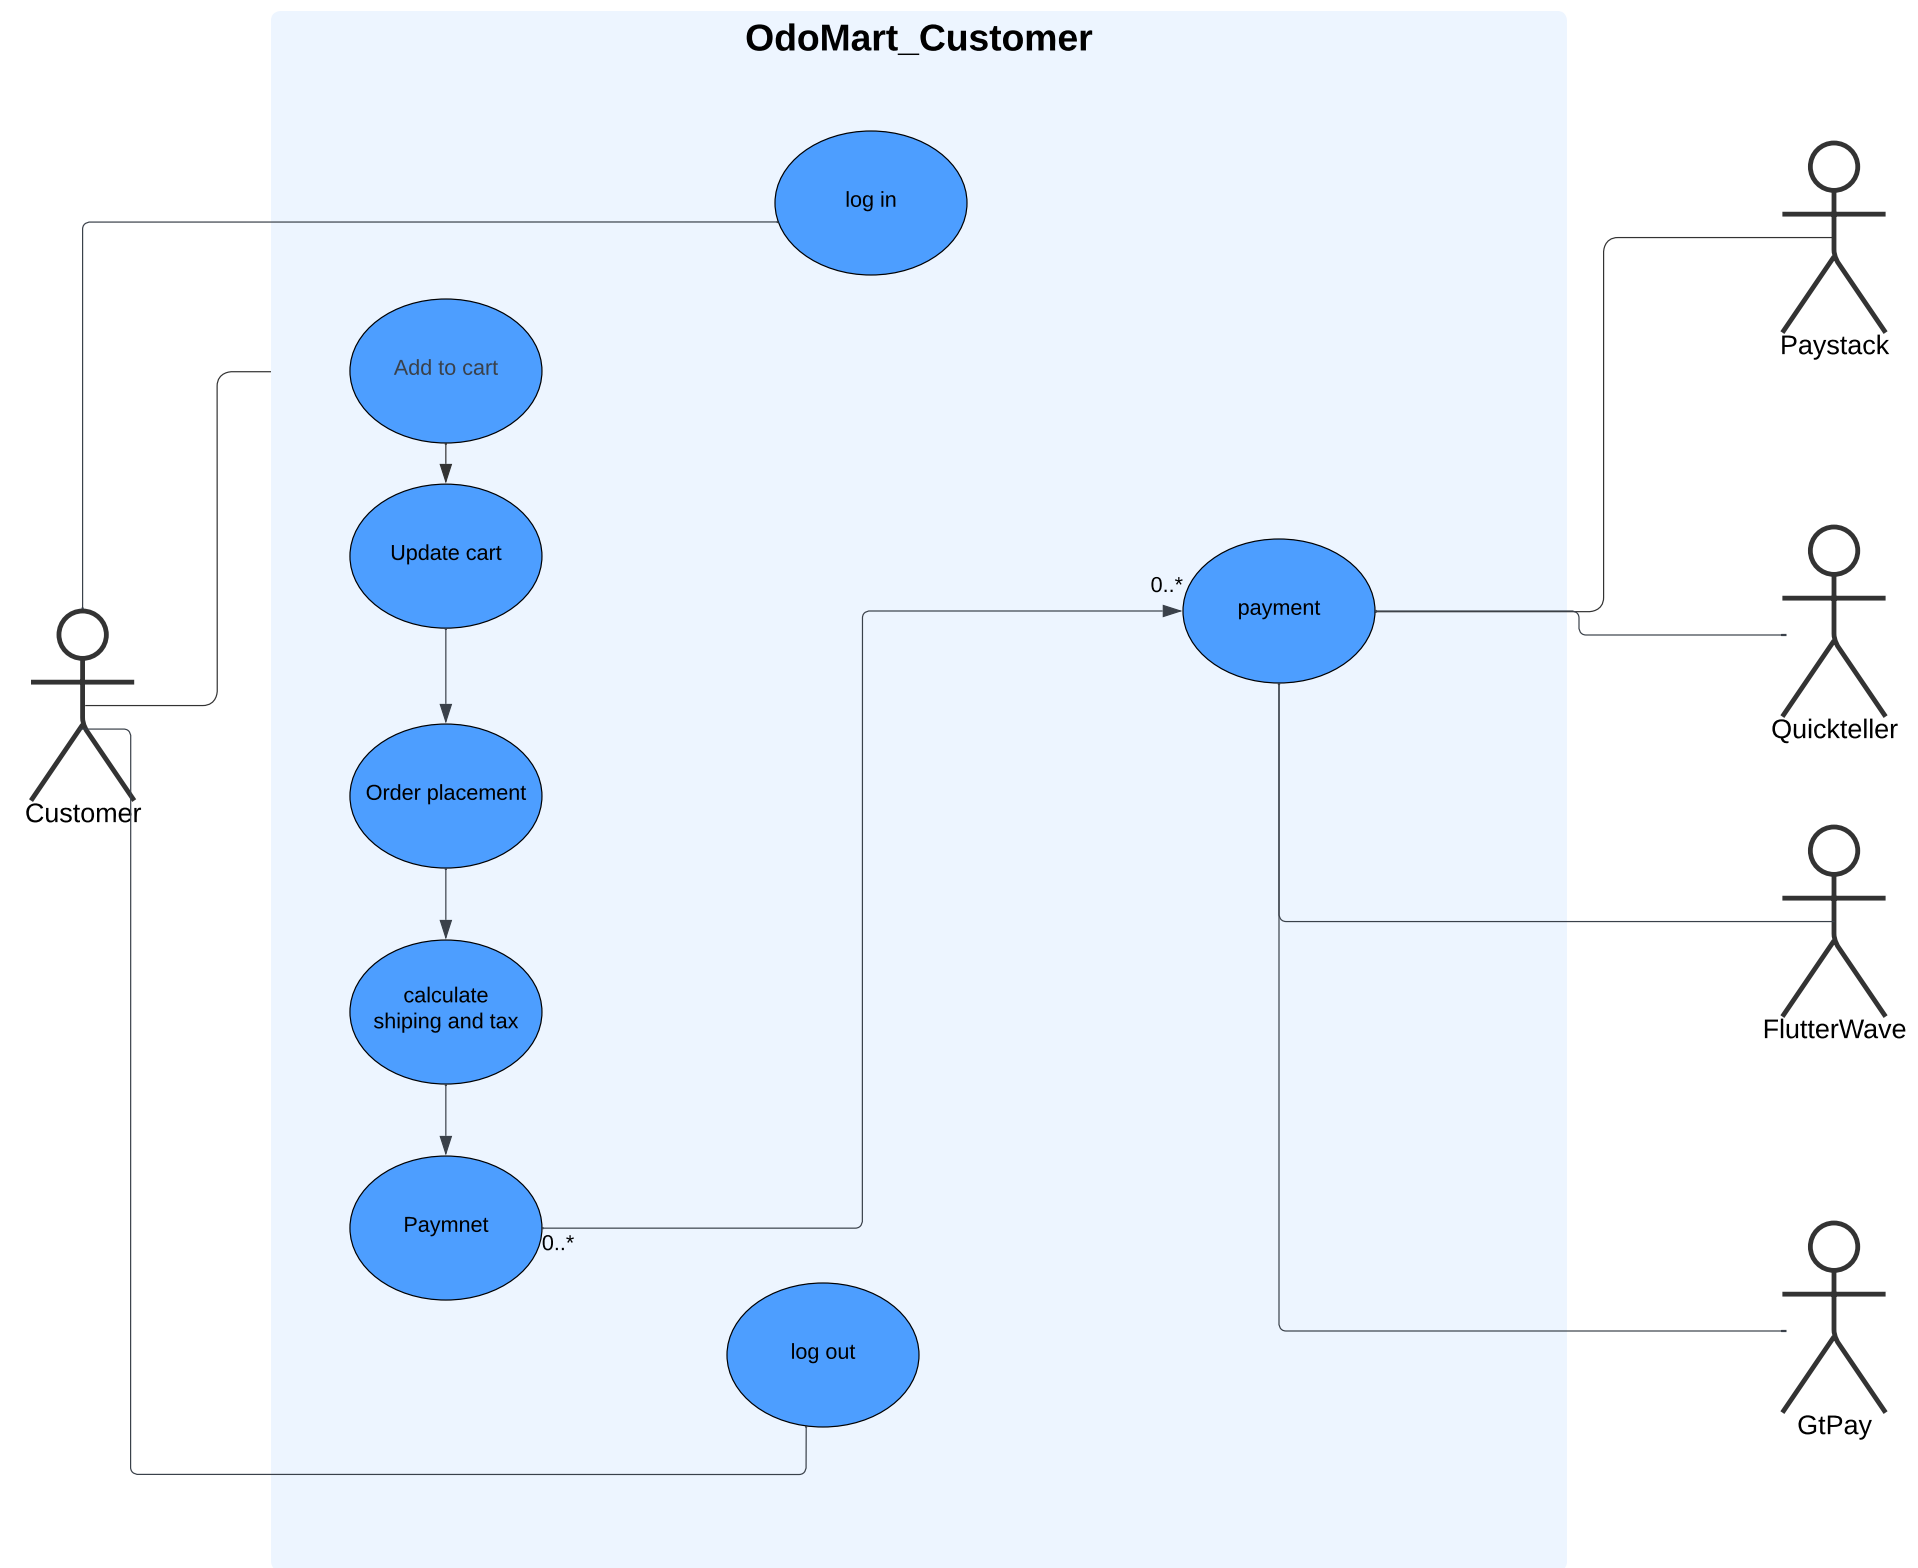 OdoMart_Customer
log in
Add to cart
Paystack
Update cart
0..*
payment
Quickteller
Order placement
Customer
calculate
shiping and tax
FlutterWave
Paymnet
0..*
log out
GtPay